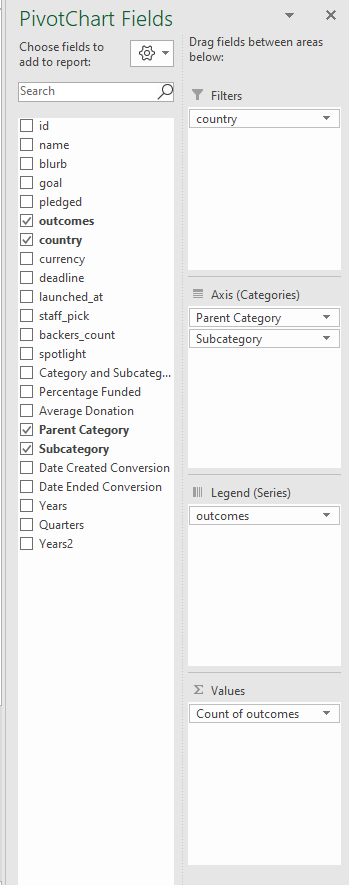 PivotChart Fields
Choose fields to
add to report:
Search
id
name
blurb
goal
pledged
outcomes
country
currency
deadline
launched_at
staff_pick
backers_count
spotlight
Category and Subcateg...
Percentage Funded
Average Donation
Parent Category
Subcategory
Date Created Conversion
Date Ended Conversion
Years
Quarters
Years2
Drag fields between areas
below:
Filters
country
Axis (Categories)
Parent Category
Subcategory
Legend (Series)
outcomes
Σ Values
Count of outcomes